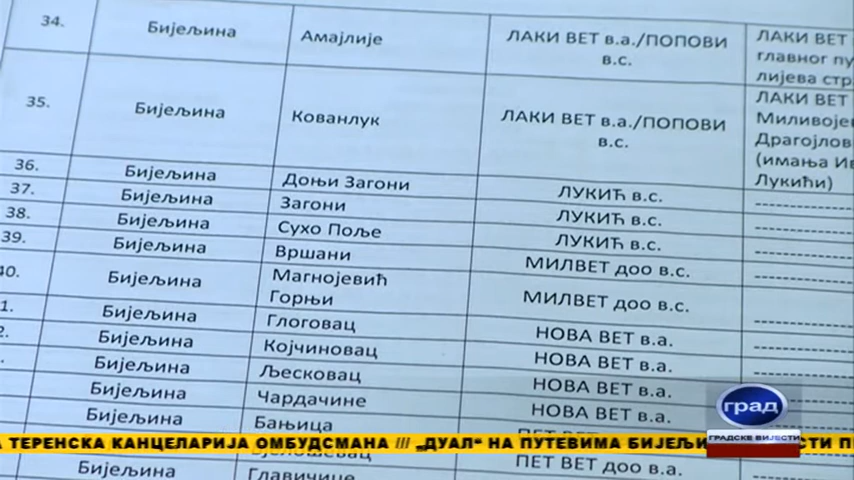 34. Бијељина Амајлије ЛАКИ ВЕТ в.а./ПОПОВИ ЛАКИ ВЕТ
в.с. главног
лијева
35. Бијељина Кованлук ЛАКИ ВЕТ в.а./ПОПОВИ ЛАКИ ВЕТ
в.с. Миливоје
Драгојлов
(имања
Лукићи)
36. Бијељина Доњи Загони ЛУКИЋ в.с.
37. Бијељина Загони ЛУКИЋ в.с.
38. Бијељина Сухо Поље ЛУКИЋ в.с.
39. Бијељина Вршани МИЛВЕТ доо в.с.
40. Бијељина Магнојевић
Горњи МИЛВЕТ доо в.с.
1. Бијељина Глоговац НОВА ВЕТ в.а.
2. Бијељина Којчиновац НОВА ВЕТ в.а.
Бијељина Љесковац НОВА ВЕТ в.а.
Бијељина Чардачине НОВА ВЕТ в.а.
Бијељина Бањица
Бијељина Главичице ПЕТ ВЕТ доо в.а.
град
ГРАДСКЕ ВИЈЕСТИ
А ТЕРЕНСКА КАНЦЕЛАРИЈА ОМБУДСМАНА /// „ДУАЛ“ НА ПУТЕВИМА